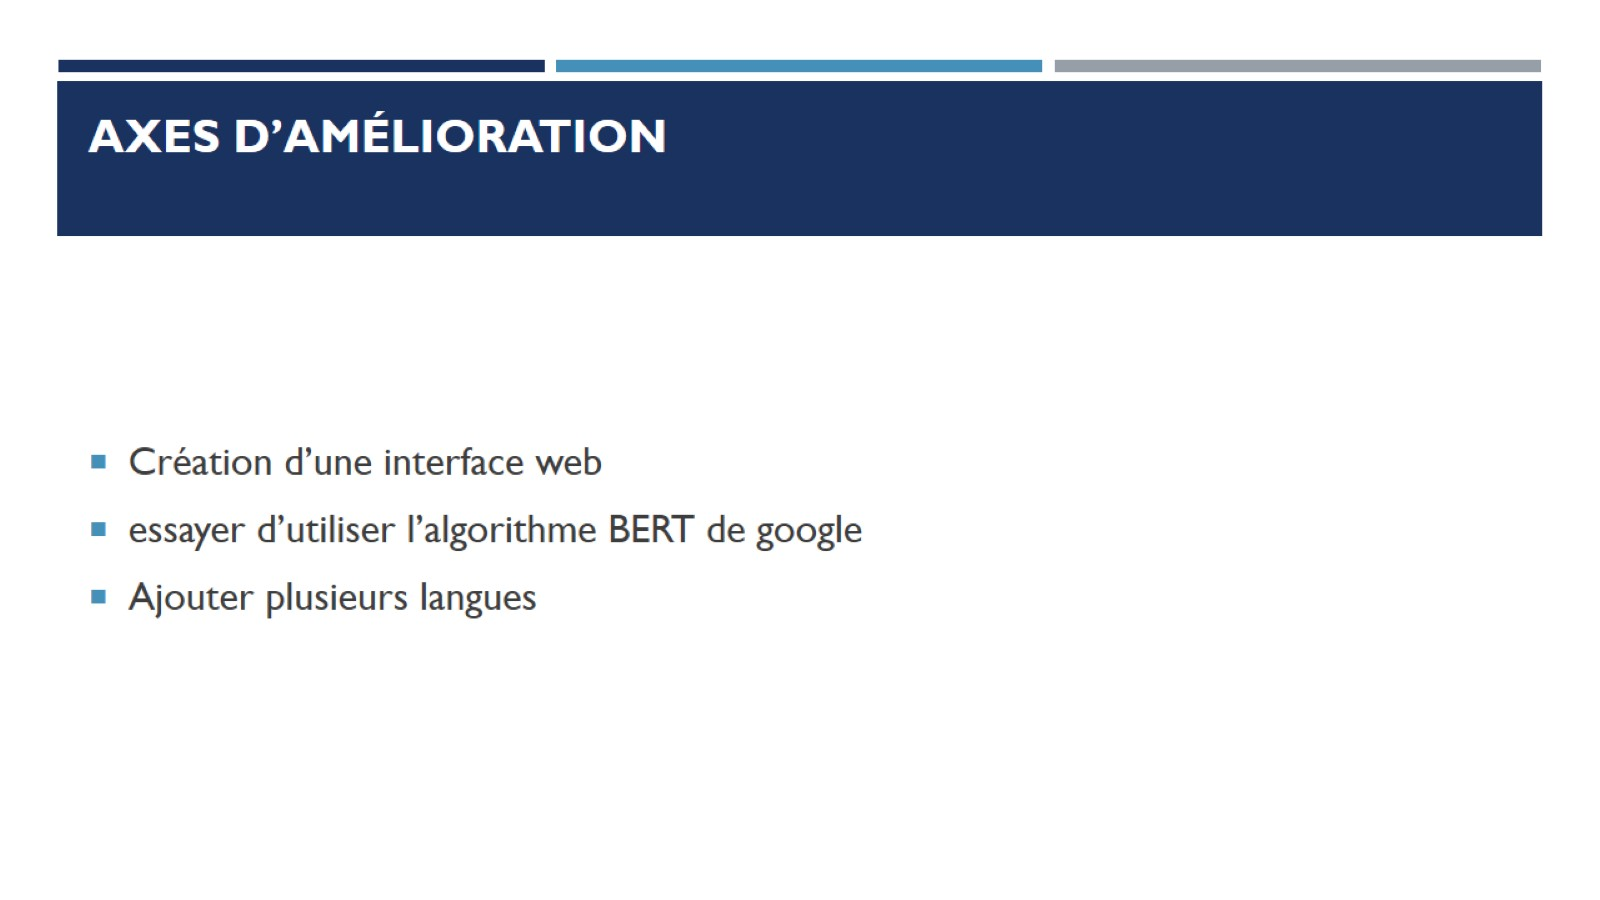 AXES D’AMÉLIORATION
Création d’une interface web
essayer d’utiliser l’algorithme BERT de google
Ajouter plusieurs langues